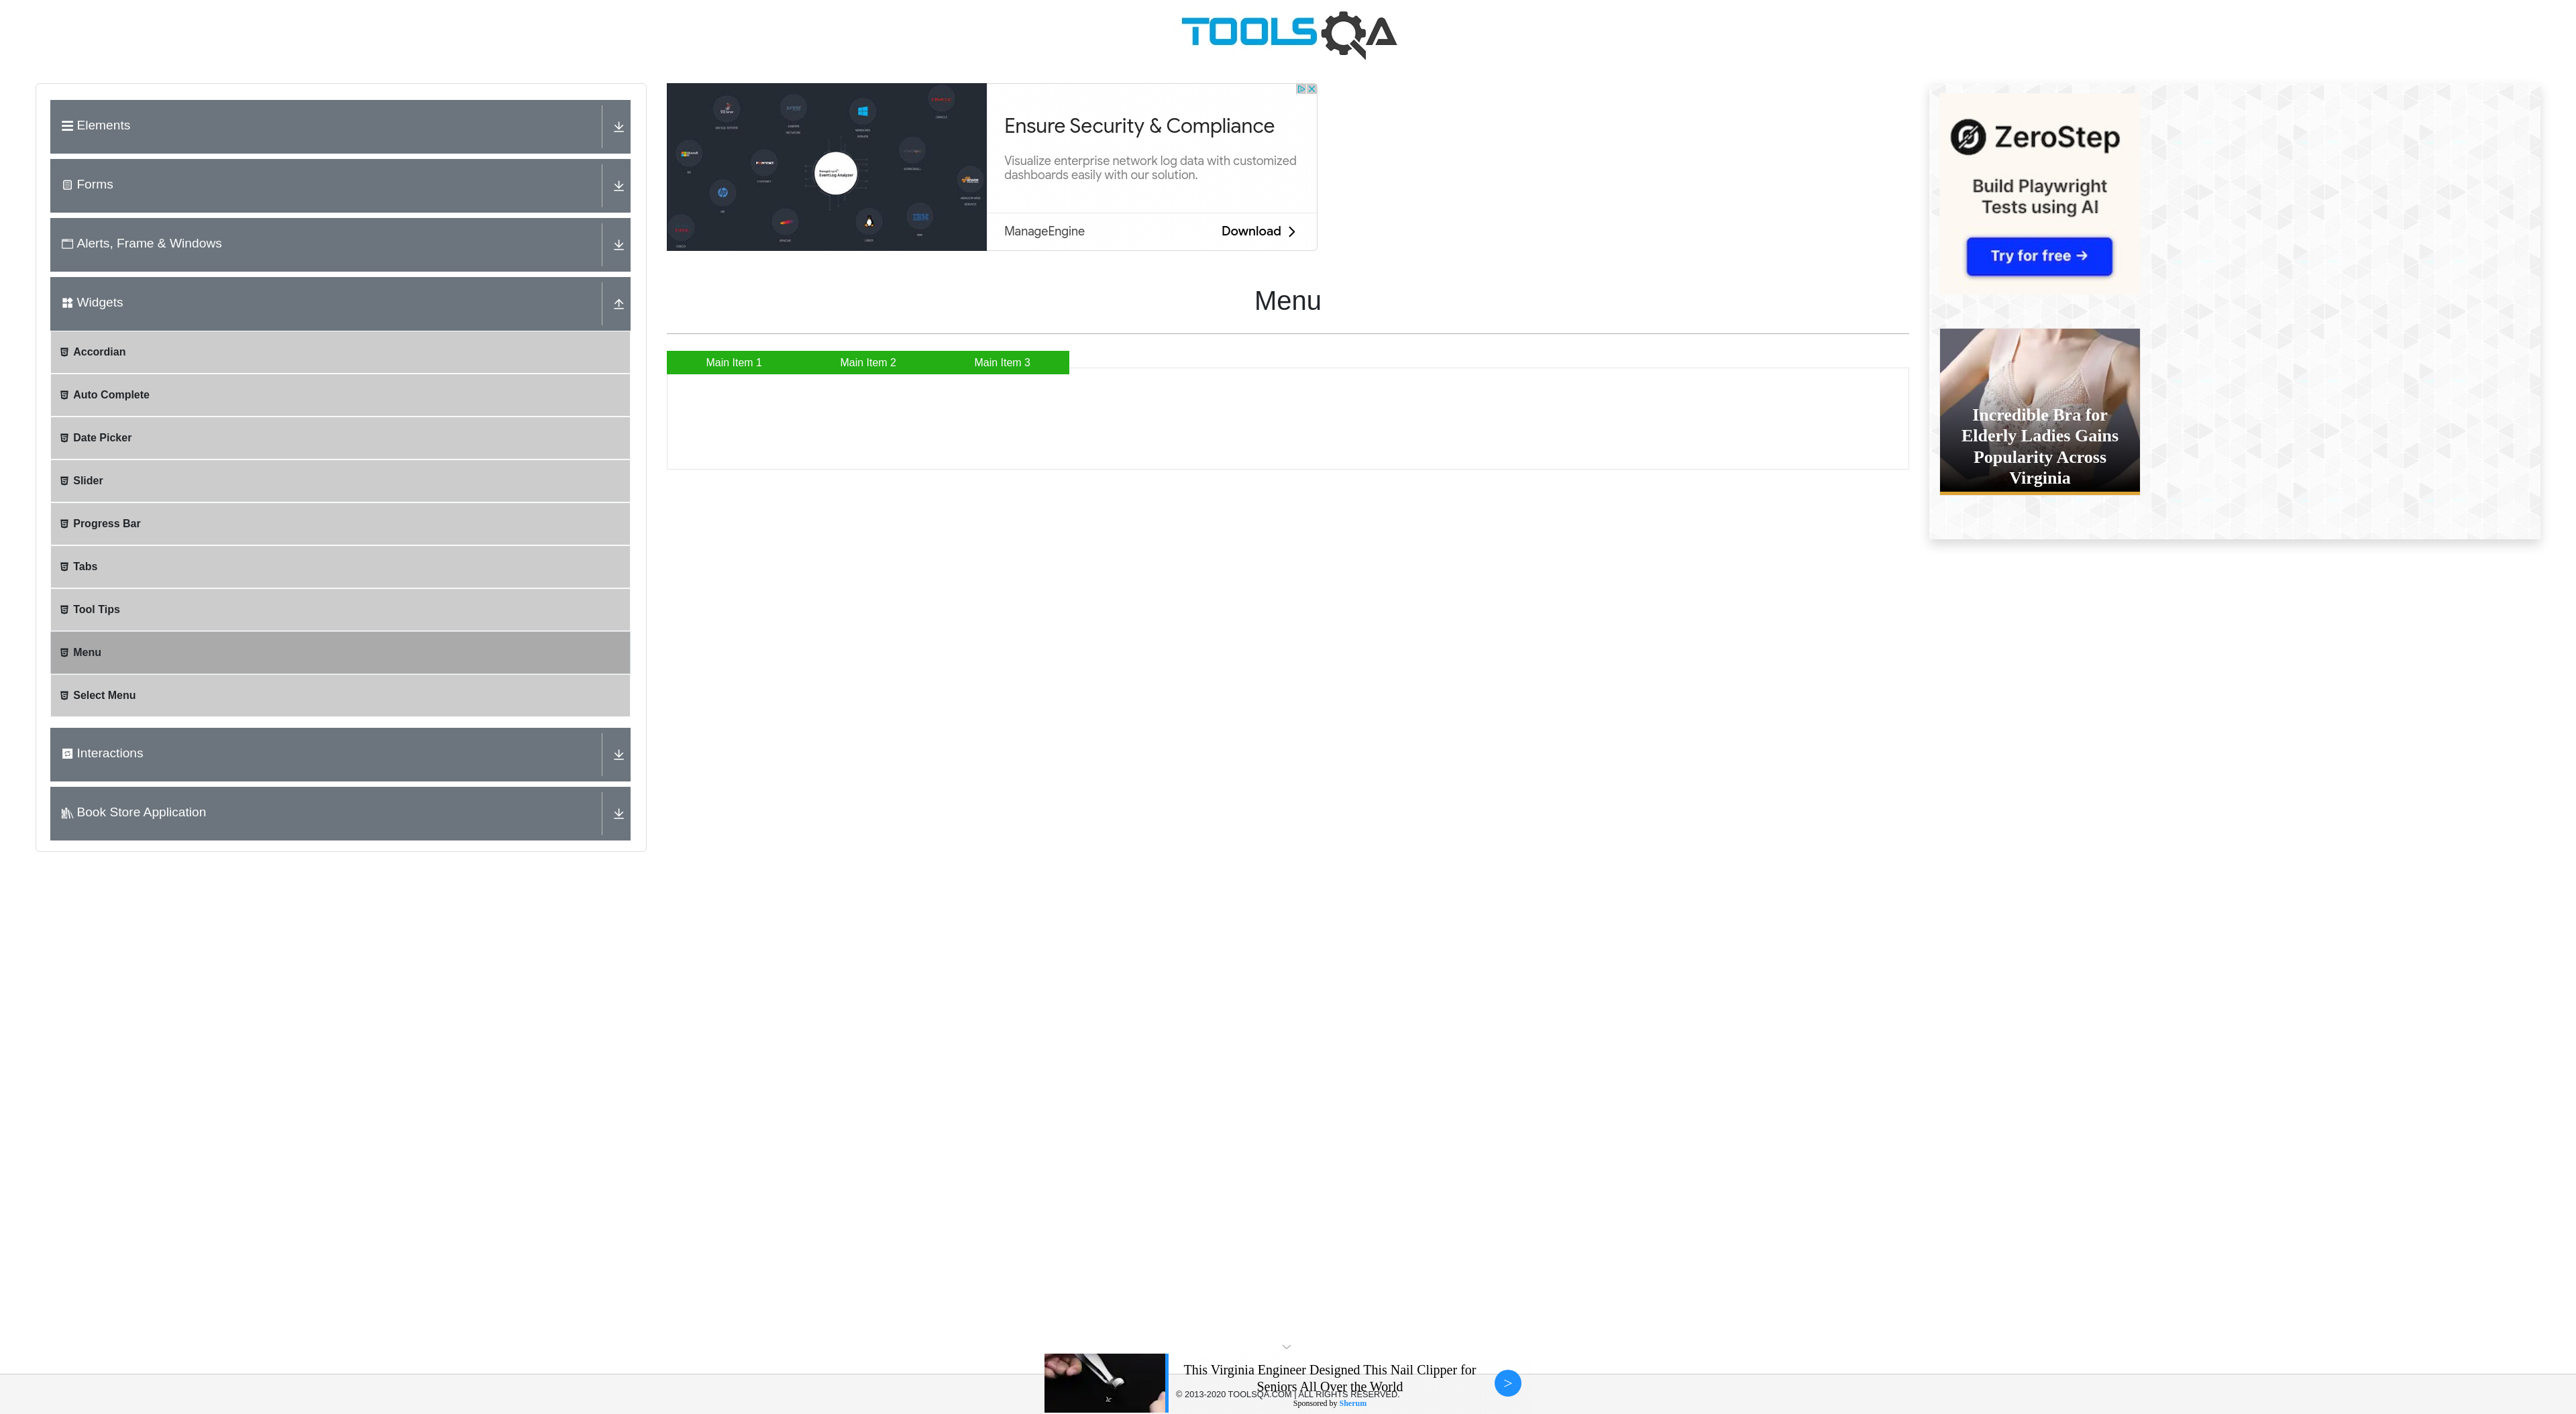 TOOLSQA
Elements
Forms
Alerts, Frame & Windows
Widgets
Accordian
Auto Complete
Date Picker
Slider
Progress Bar
Tabs
Tool Tips
Menu
Select Menu
Interactions
Book Store Application
Ensure Security & Compliance
Visualize enterprise network log data with customized
dashboards easily with our solution.
ManageEngine
Download
Menu
Main Item 1
Main Item 2
Main Item 3
ZeroStep
Build Playwright
Tests using AI
Try for free →
Incredible Bra for
Elderly Ladies Gains
Popularity Across
Virginia
This Virginia Engineer Designed This Nail Clipper for
Seniors All Over the World
© 2013-2020 TOOLSQA.COM | ALL RIGHTS RESERVED.
Sponsored by Sherum
>